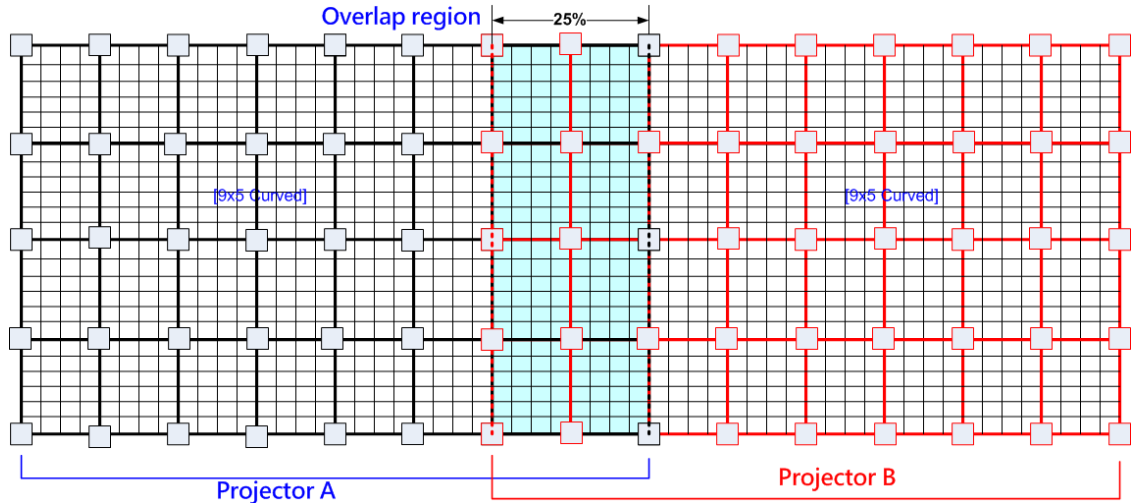 Overlap region
25%
[9x5 Curved]
[9x5 Curved]
Projector A
Projector B